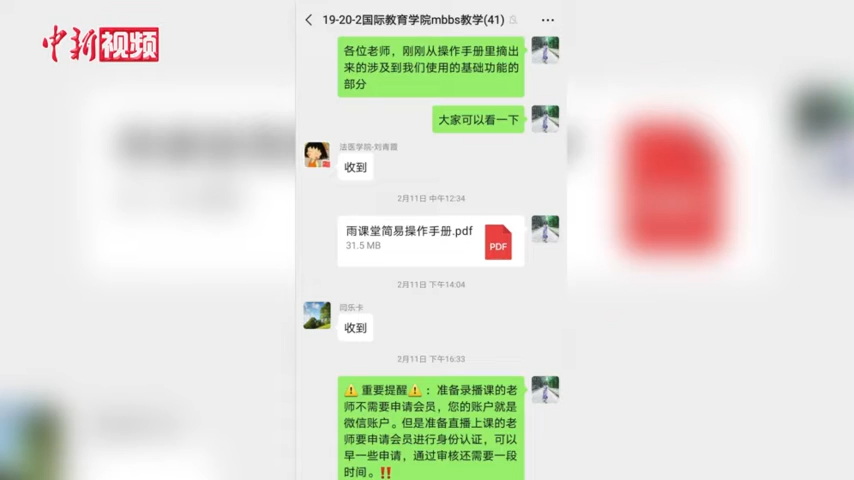 中新视频
19-20-2国际教育学院mbbs教学(41)
各位老师，刚刚从操作手册里摘出
来的涉及到我们使用的基础功能的
部分
大家可以看一下
法医学院-刘青霞
收到
2月11日 中午12:34
雨课堂简易操作手册.pdf
31.5 MB
PDF
2月11日 下午14:04
闫乐卡
收到
2月11日 下午16:33
⚠️ 重要提醒⚠️ ：准备录播课的老
师不需要申请会员，您的账户就是
微信账户。但是准备直播上课的老
师要申请会员进行身份认证，可以
早一些申请，通过审核还需要一段
时间。‼️